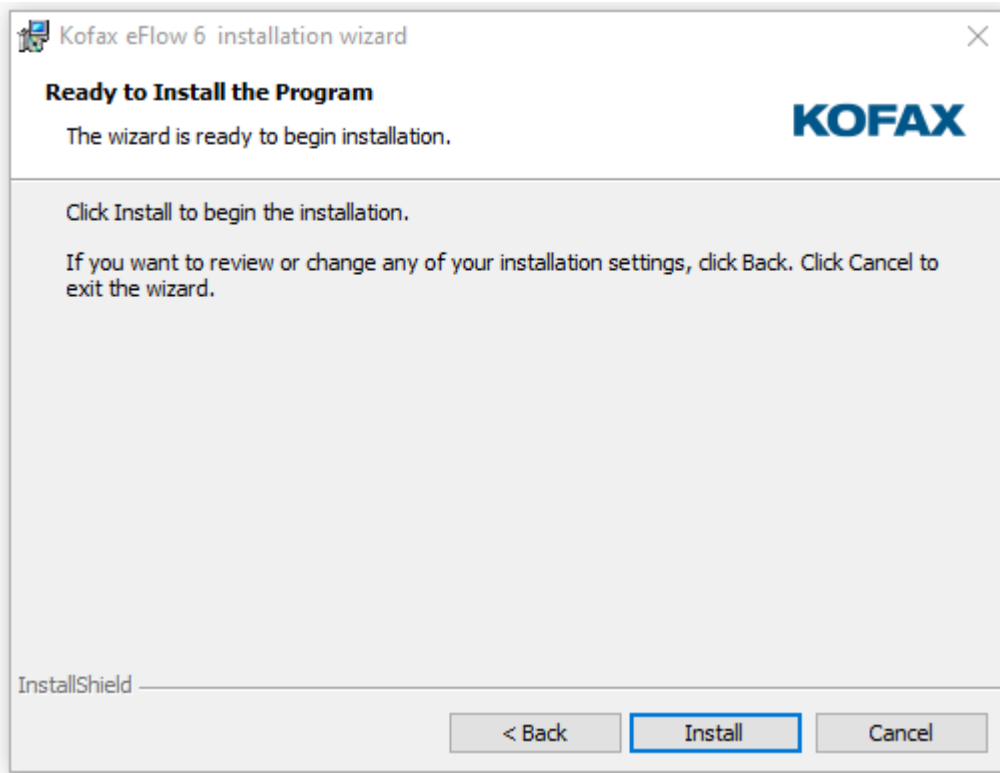 Kofax eFlow 6 installation wizard
Ready to Install the Program
The wizard is ready to begin installation.
KOFAX
Click Install to begin the installation.
If you want to review or change any of your installation settings, click Back. Click Cancel to
exit the wizard.
InstallShield
< Back
Install
Cancel